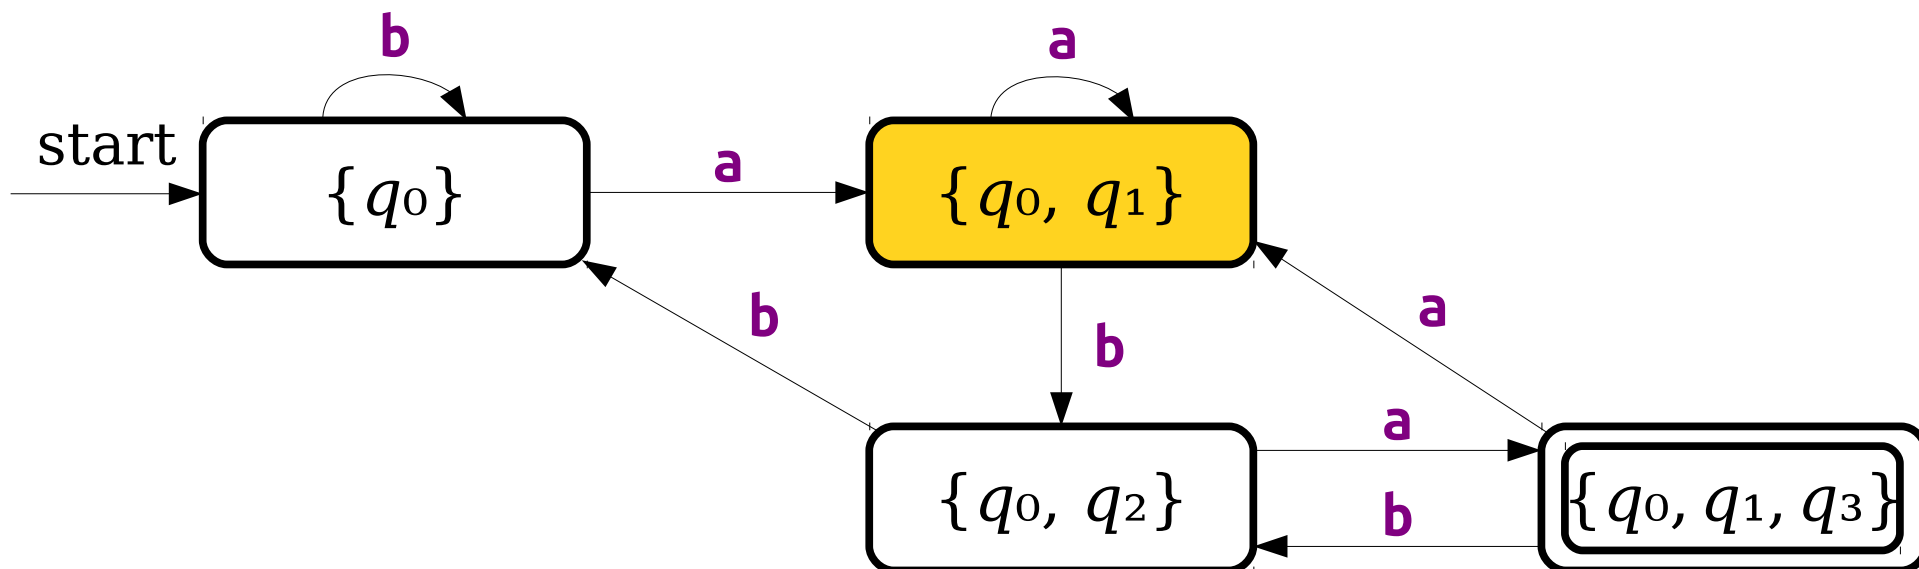 b
a
start
a
{q₀}
{q₀, q₁}
b
a
b
a
{q₀, q₂}
{q₀, q₁, q₃}
b